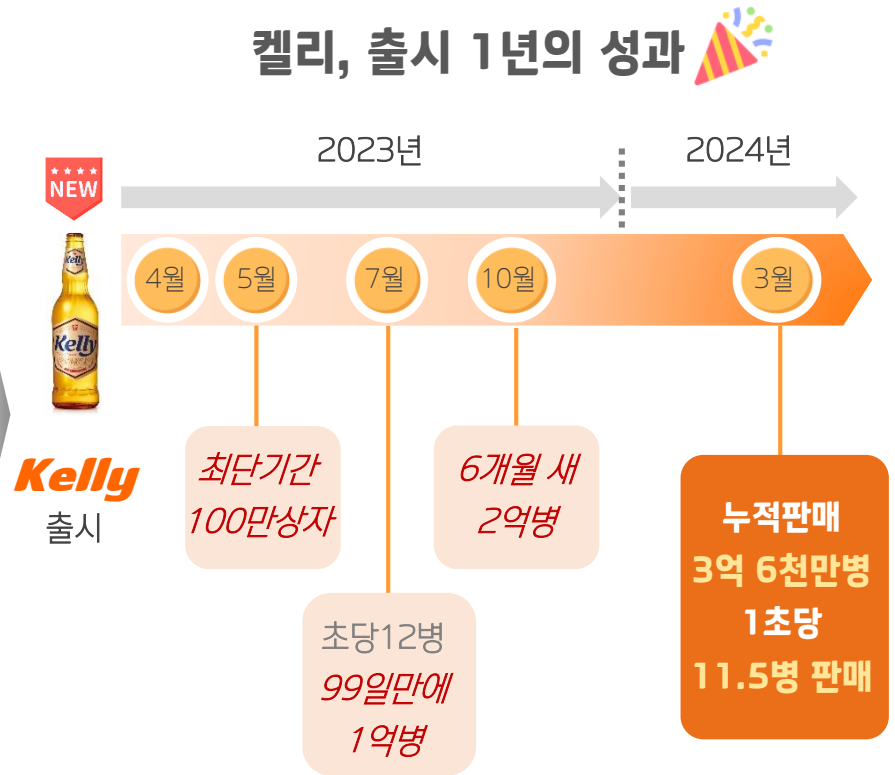 켈리, 출시 1년의 성과
2023년
2024년
NEW
4월
5월
7월
10월
3월
Kelly
Kelly
Kelly
출시
최단기간
100만상자
6개월 새
2억병
초당12병
99일만에
1억병
누적판매
3억 6천만병
1초당
11.5병 판매